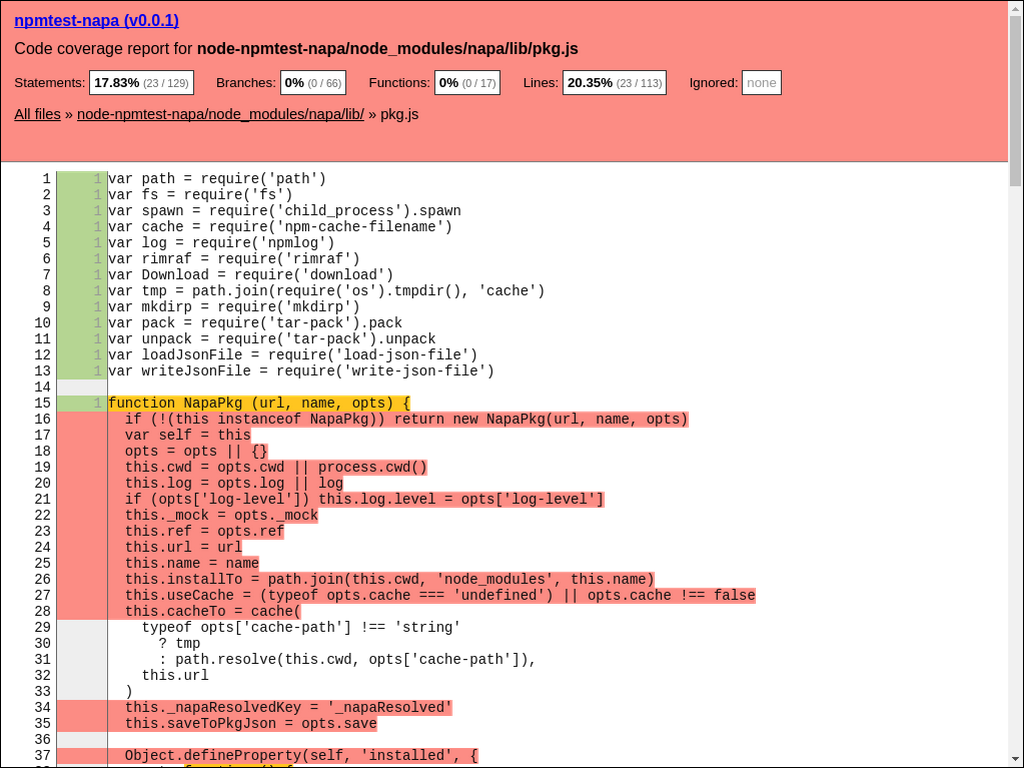 npmtest-napa (v0.0.1)
Code coverage report for node-npmtest-napa/node_modules/napa/lib/pkg.js
Statements: 17.83% (23 / 129) Branches: 0% (0 / 66) Functions: 0% (0 / 17) Lines: 20.35% (23 / 113) Ignored: none
All files » node-npmtest-napa/node_modules/napa/lib/ » pkg.js
1 1 var path = require('path')
2 1 var fs = require('fs')
3 1 var spawn = require('child_process').spawn
4 1 var cache = require('npm-cache-filename')
5 1 var log = require('npmlog')
6 1 var rimraf = require('rimraf')
7 1 var Download = require('download')
8 1 var tmp = path.join(require('os').tmpdir(), 'cache')
9 1 var mkdirp = require('mkdirp')
10 1 var pack = require('tar-pack').pack
11 1 var unpack = require('tar-pack').unpack
12 1 var loadJsonFile = require('load-json-file')
13 1 var writeJsonFile = require('write-json-file')
14
15 1 function NapaPkg (url, name, opts) {
16   if (!(this instanceof NapaPkg)) return new NapaPkg(url, name, opts)
17   var self = this
18   opts = opts || {}
19   this.cwd = opts.cwd || process.cwd()
20   this.log = opts.log || log
21   if (opts['log-level']) this.log.level = opts['log-level']
22   this._mock = opts._mock
23   this.ref = opts.ref
24   this.url = url
25   this.name = name
26   this.installTo = path.join(this.cwd, 'node_modules', this.name)
27   this.useCache = (typeof opts.cache === 'undefined') || opts.cache !== false
28   this.cacheTo = cache(
29     typeof opts['cache-path'] !== 'string'
30       ? tmp
31       : path.resolve(this.cwd, opts['cache-path']),
32     this.url
33   )
34   this._napaResolvedKey = '_napaResolved'
35   this.saveToPkgJson = opts.save
36
37   Object.defineProperty(self, 'installed', {